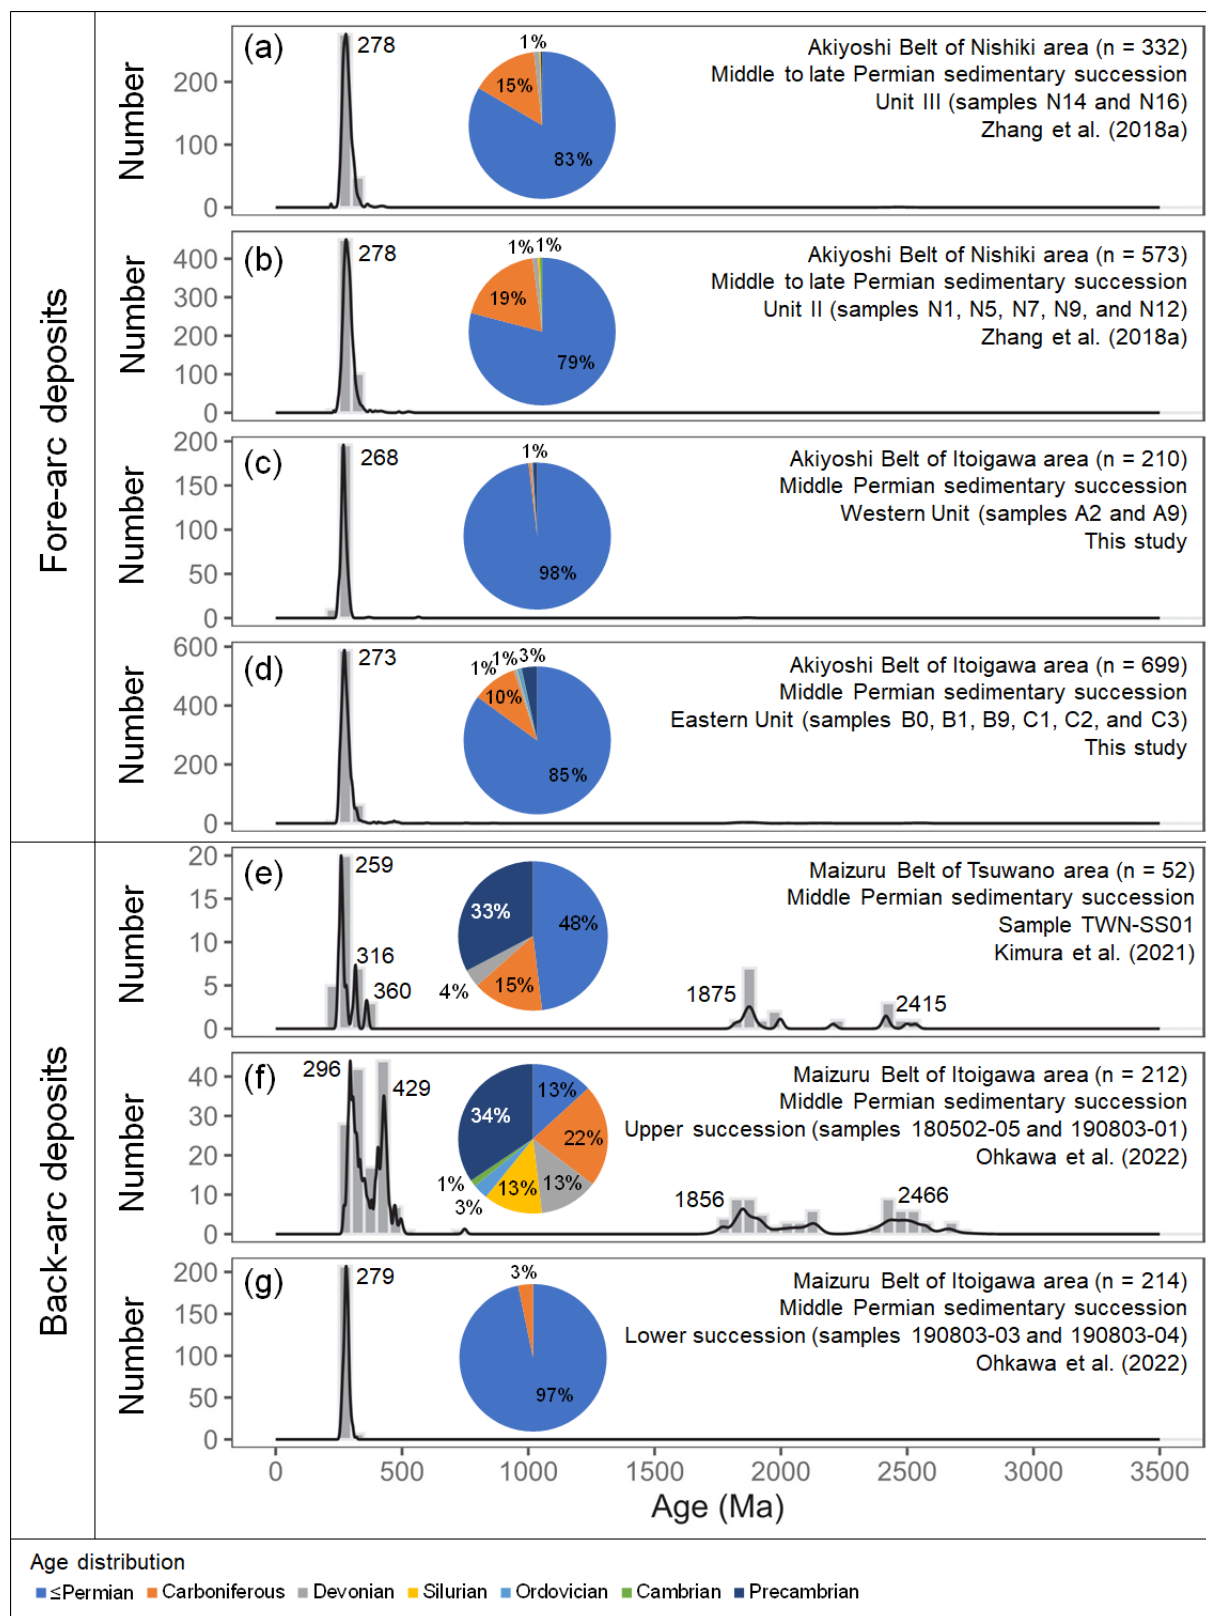 Fore-arc deposits
Number
200
100
0
(a)
278
1%
15%
83%
Akiyoshi Belt of Nishiki area (n = 332)
Middle to late Permian sedimentary succession
Unit III (samples N14 and N16)
Zhang et al. (2018a)
Number
400
300
200
100
0
(b)
278
1%
1%
19%
79%
Akiyoshi Belt of Nishiki area (n = 573)
Middle to late Permian sedimentary succession
Unit II (samples N1, N5, N7, N9, and N12)
Zhang et al. (2018a)
Number
200
150
100
50
0
(c)
268
1%
98%
Akiyoshi Belt of Itoigawa area (n = 210)
Middle Permian sedimentary succession
Western Unit (samples A2 and A9)
This study
Number
600
400
200
0
(d)
273
1%
1%
3%
10%
85%
Akiyoshi Belt of Itoigawa area (n = 699)
Middle Permian sedimentary succession
Eastern Unit (samples B0, B1, B9, C1, C2, and C3)
This study
Back-arc deposits
Number
20
15
10
5
0
(e)
259
316
360
33%
48%
4%
15%
1875
2415
Maizuru Belt of Tsuwano area (n = 52)
Middle Permian sedimentary succession
Sample TWN-SS01
Kimura et al. (2021)
Number
40
30
20
10
0
(f)
296
429
34%
13%
22%
1%
3%
13%
13%
1856
2466
Maizuru Belt of Itoigawa area (n = 212)
Middle Permian sedimentary succession
Upper succession (samples 180502-05 and 190803-01)
Ohkawa et al. (2022)
Number
200
150
100
50
0
(g)
279
3%
97%
Maizuru Belt of Itoigawa area (n = 214)
Middle Permian sedimentary succession
Lower succession (samples 190803-03 and 190803-04)
Ohkawa et al. (2022)
0 500 1000 1500 2000 2500 3000 3500
Age (Ma)
Age distribution
≤Permian Carboniferous Devonian Silurian Ordovician Cambrian Precambrian